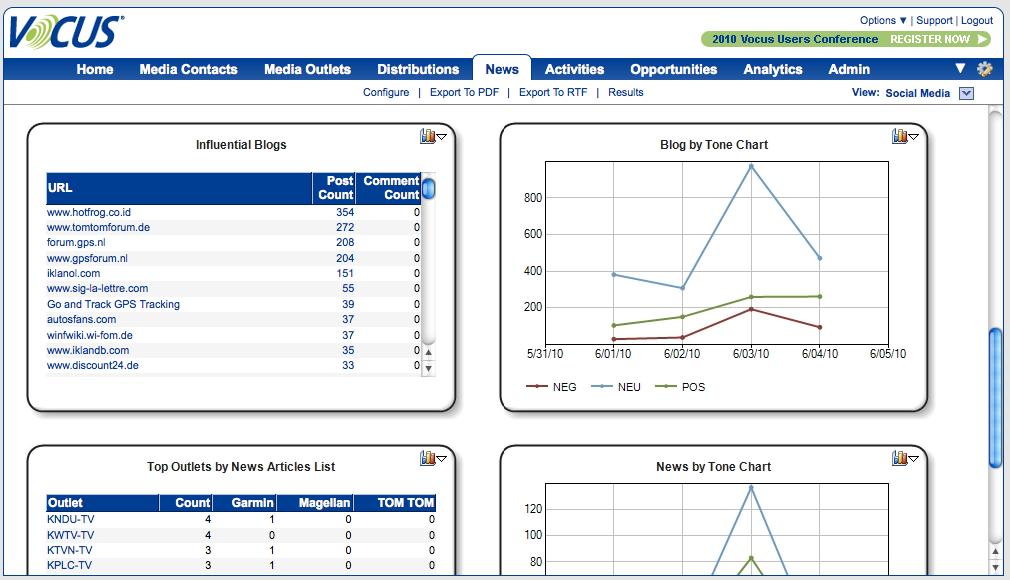 VOCUS
Options ▼ | Support | Logout
2010 Vocus Users Conference REGISTER NOW
Home Media Contacts Media Outlets Distributions News Activities Opportunities Analytics Admin
Configure | Export To PDF | Export To RTF | Results
View: Social Media
Influential Blogs
URL Post Count Comment Count
www.hotfrog.co.id 354 0
www.tomtomforum.de 272 0
forum.gps.nl 208 0
www.gpsforum.nl 204 0
iklanol.com 151 0
www.sig-la-lettre.com 55 0
Go and Track GPS Tracking 39 0
autosfans.com 37 0
winfwiki.wi-fom.de 37 0
www.iklandb.com 35 0
www.discount24.de 33 0
Blog by Tone Chart
800
600
400
200
5/31/10 6/01/10 6/02/10 6/03/10 6/04/10 6/05/10
NEG NEU POS
Top Outlets by News Articles List
Outlet Count Garmin Magellan TOM TOM
KNDU-TV 4 1 0 0
KWTV-TV 4 0 0 0
KTVN-TV 3 1 0 0
KPLC-TV 3 1 0 0
News by Tone Chart
120
100
80